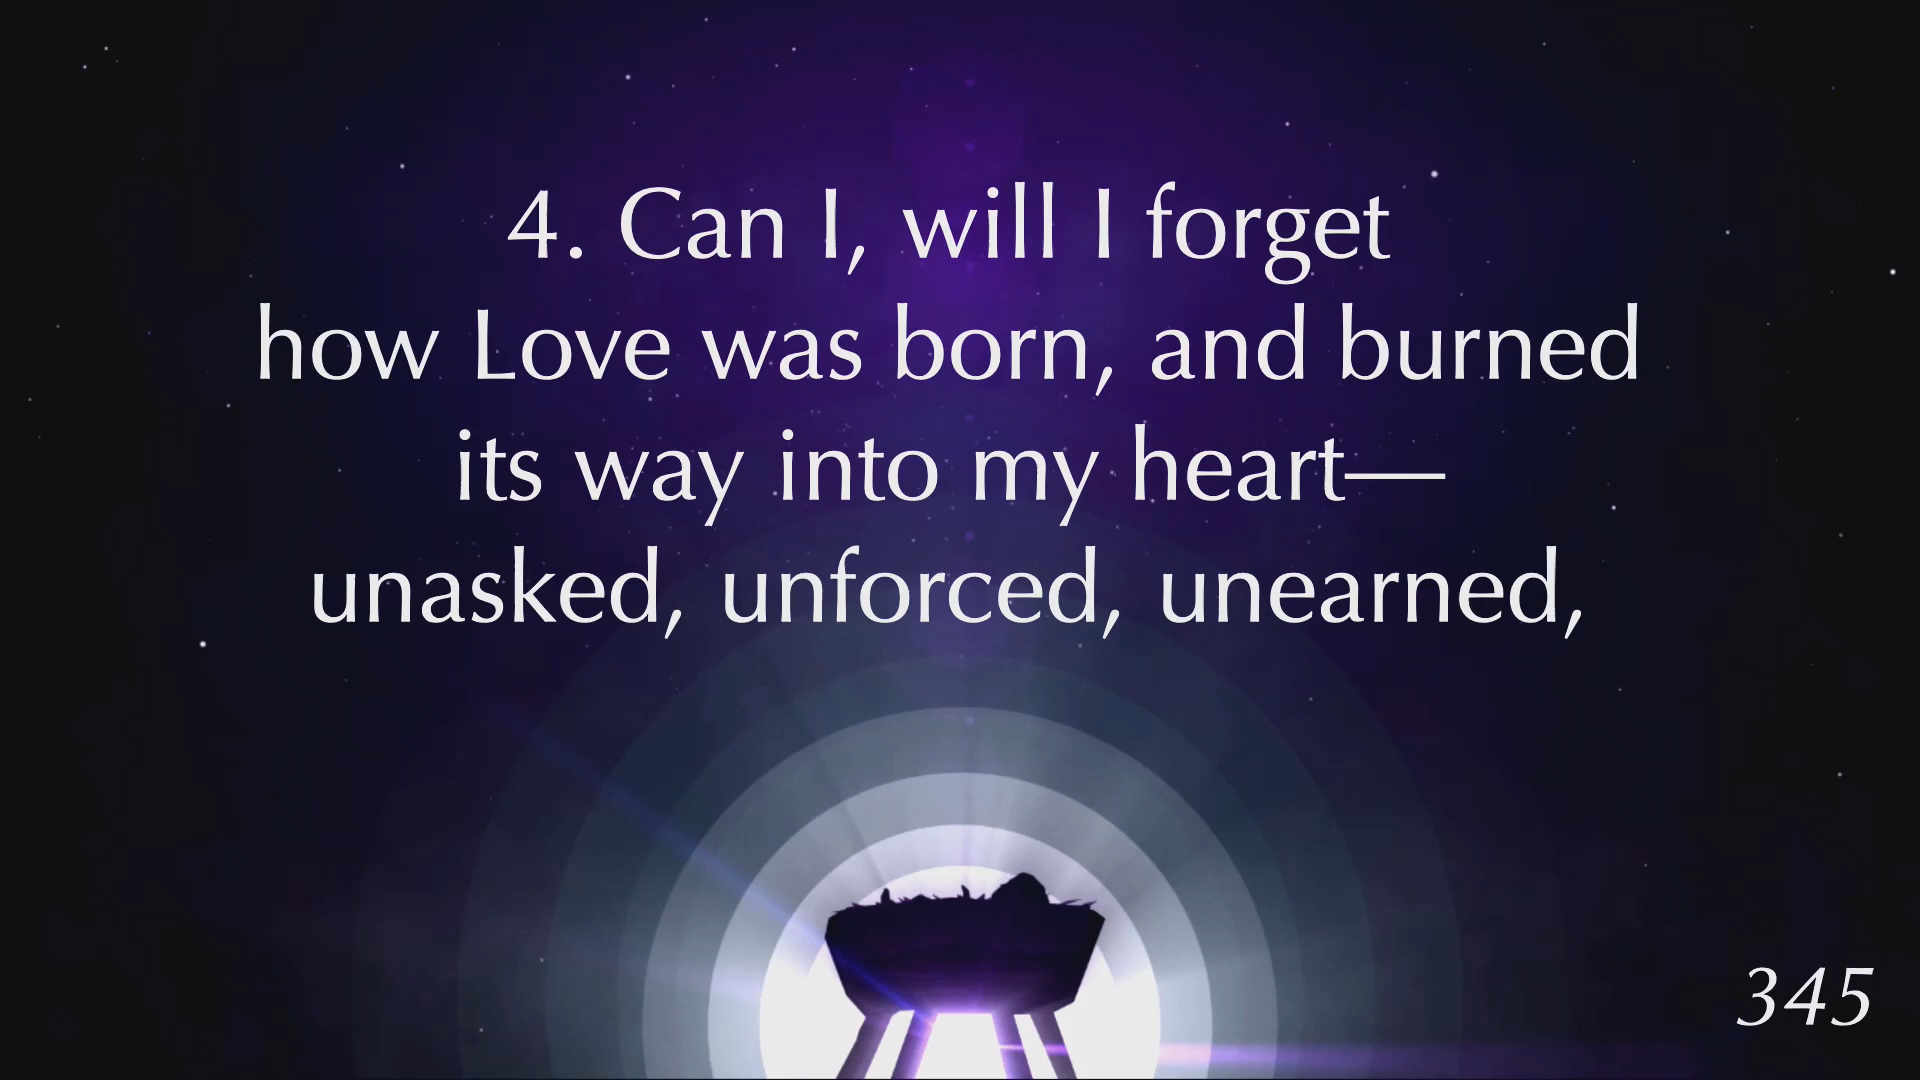 4. Can I, will I forget
how Love was born, and burned
its way into my heart—
unasked, unforced, unearned,
345